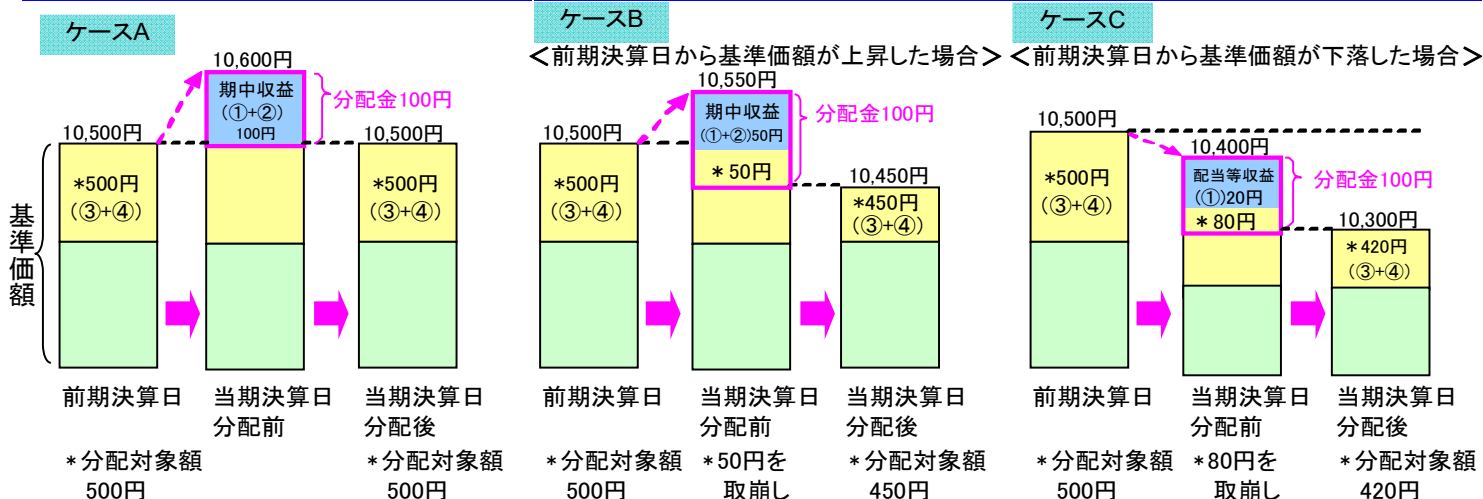 ケースA
10,600円
期中収益
(①+②)
100円
分配金100円
10,500円
10,500円
*500円
(③+④)
*500円
(③+④)
基準価額
前期決算日
当期決算日
分配前
当期決算日
分配後
*分配対象額
500円
*分配対象額
500円
ケースB
<前期決算日から基準価額が上昇した場合>
10,550円
期中収益
(①+②)50円
*50円
分配金100円
10,500円
10,450円
*500円
(③+④)
*450円
(③+④)
前期決算日
当期決算日
分配前
当期決算日
分配後
*分配対象額
500円
*50円を
取崩し
*分配対象額
450円
ケースC
<前期決算日から基準価額が下落した場合>
10,500円
10,400円
配当等収益
(①)20円
*80円
分配金100円
*500円
(③+④)
10,300円
*420円
(③+④)
前期決算日
当期決算日
分配前
当期決算日
分配後
*分配対象額
500円
*80円を
取崩し
*分配対象額
420円